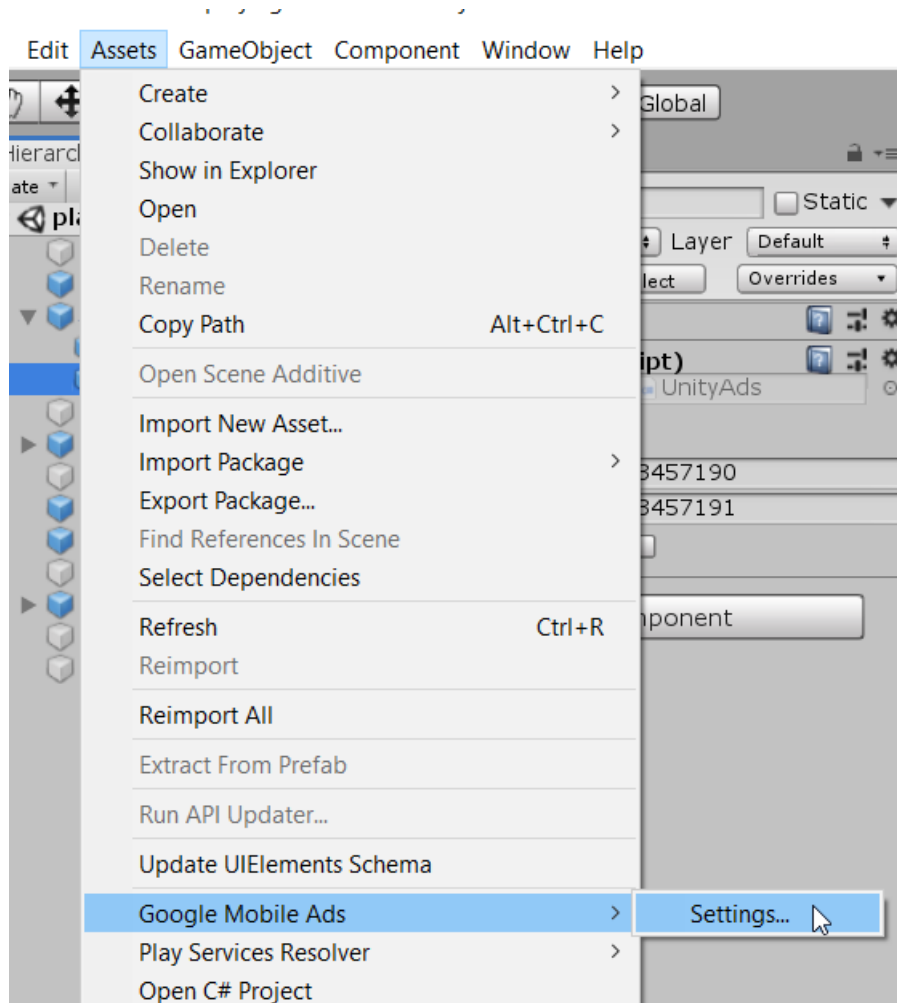 Edit Assets GameObject Component Window Help
Create
Global
Collaborate
Show in Explorer
Static
Open
Layer Default
Delete
Overrides
Rename
Copy Path Alt+Ctrl+C
Open Scene Additive
UnityAds
Import New Asset...
Import Package
3457190
Export Package...
3457191
Find References In Scene
Select Dependencies
Refresh Ctrl+R
Reimport
Reimport All
Extract From Prefab
Run API Updater...
Update UIElements Schema
Google Mobile Ads Settings...
Play Services Resolver
Open C# Project